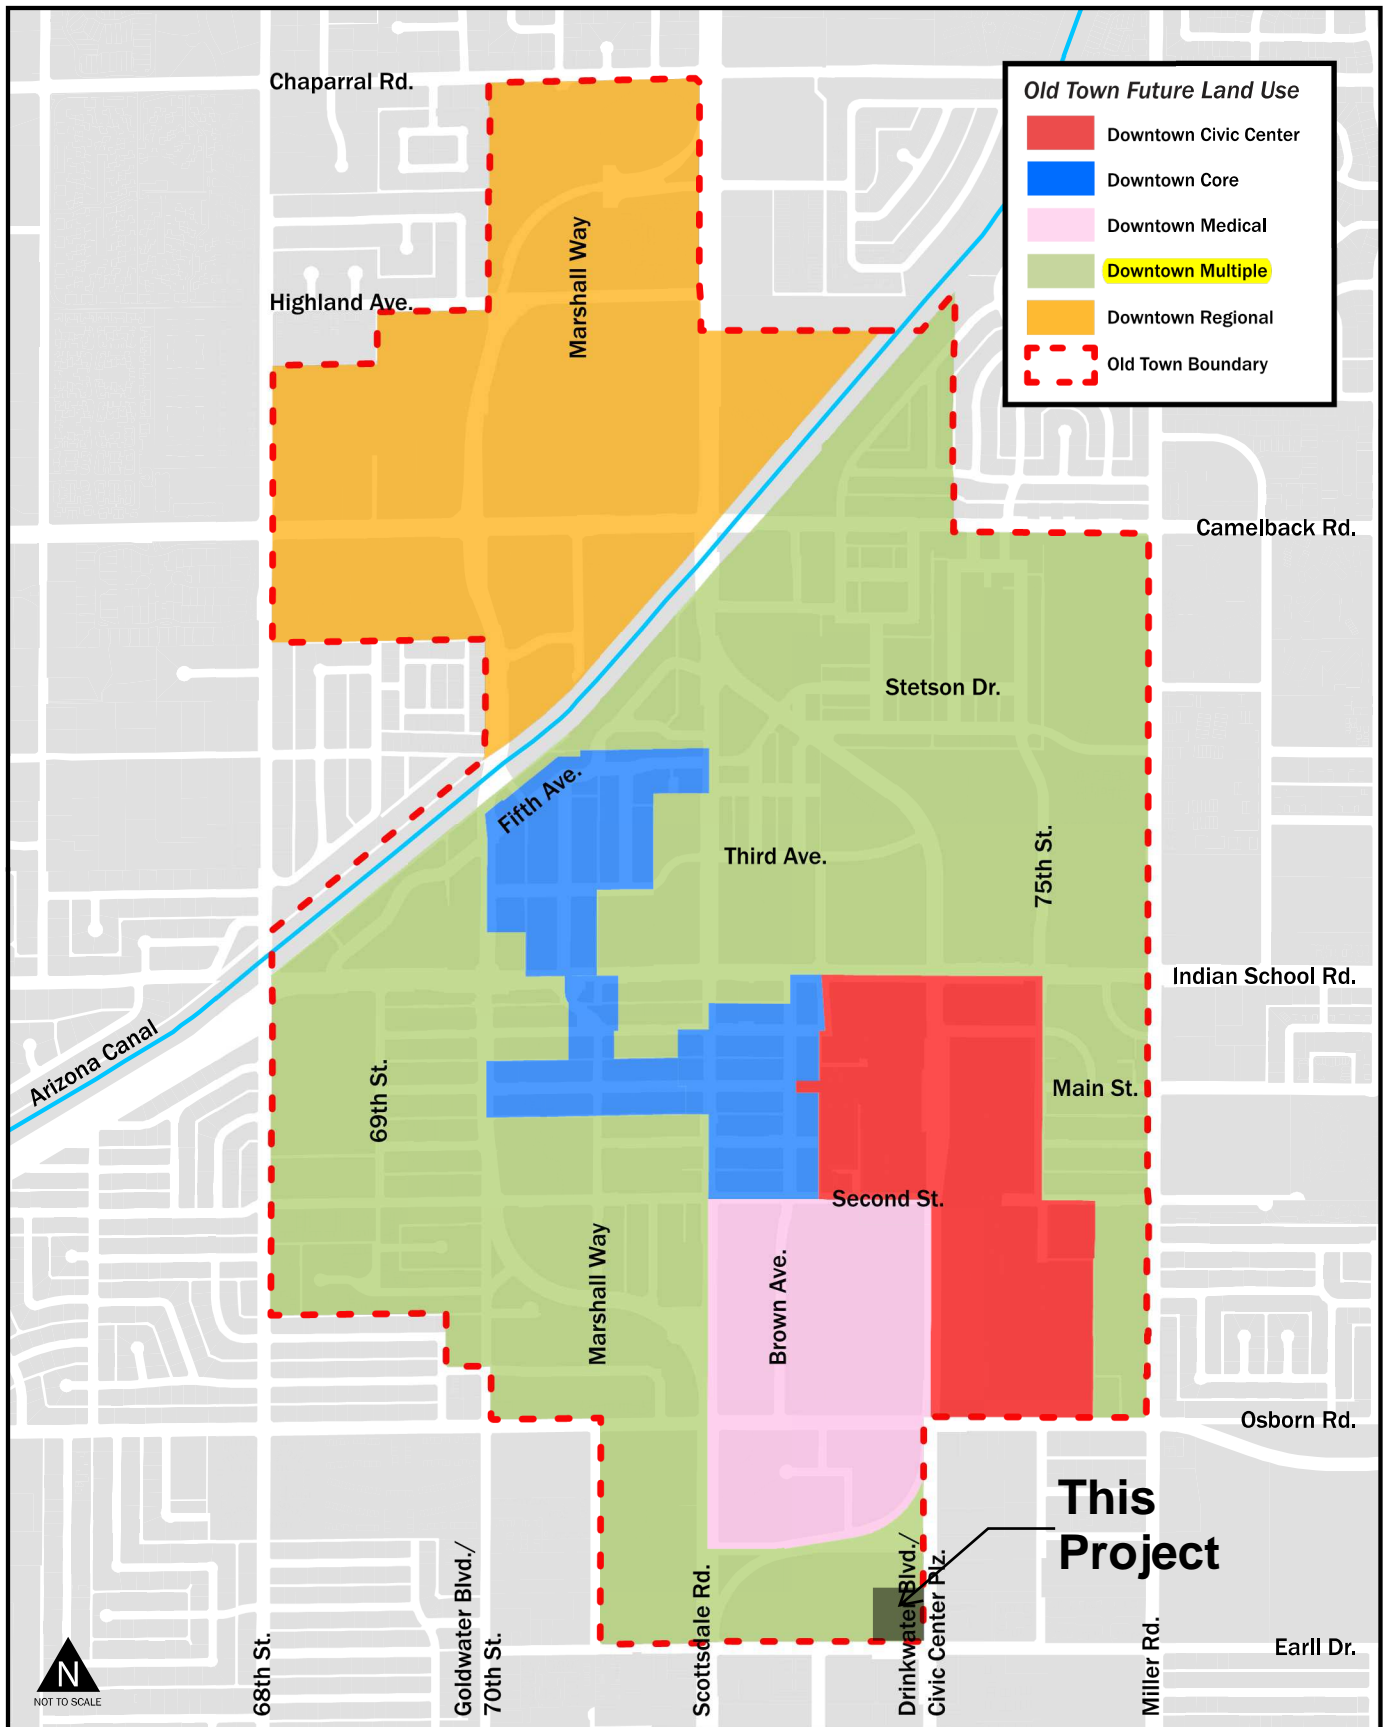 Chaparral Rd.
Old Town Future Land Use
Downtown Civic Center
Downtown Core
Downtown Medical
Downtown Multiple
Downtown Regional
Old Town Boundary
Marshall Way
Highland Ave.
Camelback Rd.
Stetson Dr.
Fifth Ave.
Third Ave.
75th St.
Indian School Rd.
Arizona Canal
69th St.
Main St.
Second St.
Marshall Way
Brown Ave.
Osborn Rd.
This
Project
68th St.
Goldwater Blvd./
70th St.
Scottsdale Rd.
Drinkwater Blvd./
Civic Center Plz.
Miller Rd.
Earll Dr.
N
NOT TO SCALE